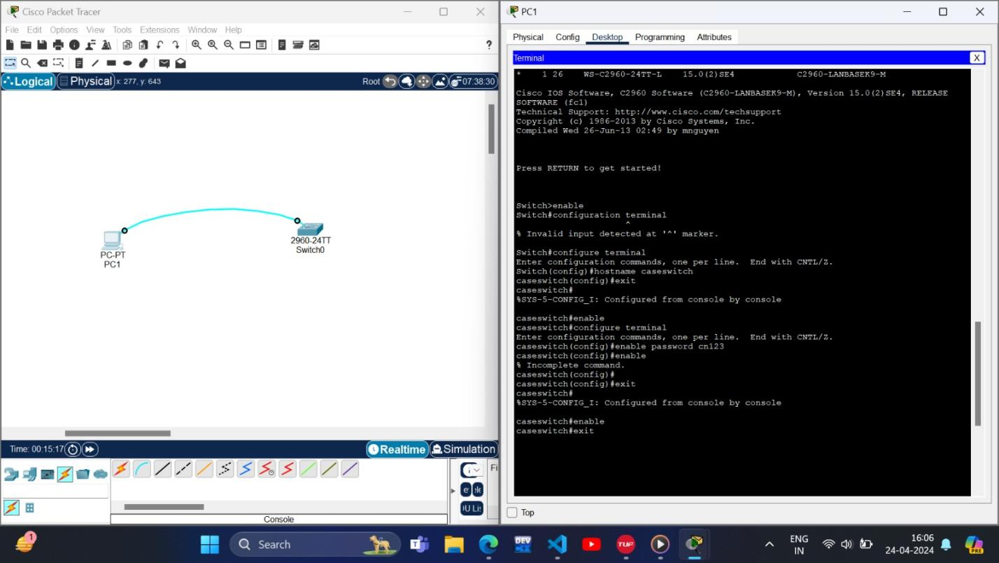 Cisco Packet Tracer
File Edit Options View Tools Extensions Window Help
?
Logical Physical x: 277, y: 643
Root 07:38:30
PC-PT
PC1
2960-24TT
Switch0
Time: 00:15:17
Realtime Simulation
Fi
Console
PC1
Physical Config Desktop Programming Attributes
Terminal X
* 1 26 WS-C2960-24TT-L 15.0(2)SE4 C2960-LANBASEK9-M
Cisco IOS Software, C2960 Software (C2960-LANBASEK9-M), Version 15.0(2)SE4, RELEASE
SOFTWARE (fc1)
Technical Support: http://www.cisco.com/techsupport
Copyright (c) 1986-2013 by Cisco Systems, Inc.
Compiled Wed 26-Jun-13 02:49 by mnguyen
Press RETURN to get started!
Switch>enable
Switch#configuration terminal
^
% Invalid input detected at '^' marker.
Switch#configure terminal
Enter configuration commands, one per line. End with CNTL/Z.
Switch(config)#hostname caseswitch
caseswitch(config)#exit
caseswitch#
%SYS-5-CONFIG_I: Configured from console by console
caseswitch#enable
caseswitch#configure terminal
Enter configuration commands, one per line. End with CNTL/Z.
caseswitch(config)#enable password cn123
caseswitch(config)#enable
% Incomplete command.
caseswitch(config)#
caseswitch(config)#exit
caseswitch#
%SYS-5-CONFIG_I: Configured from console by console
caseswitch#enable
caseswitch#exit
Top
1
Search
DEV
TUF
ENG
IN
16:06
24-04-2024
PRE